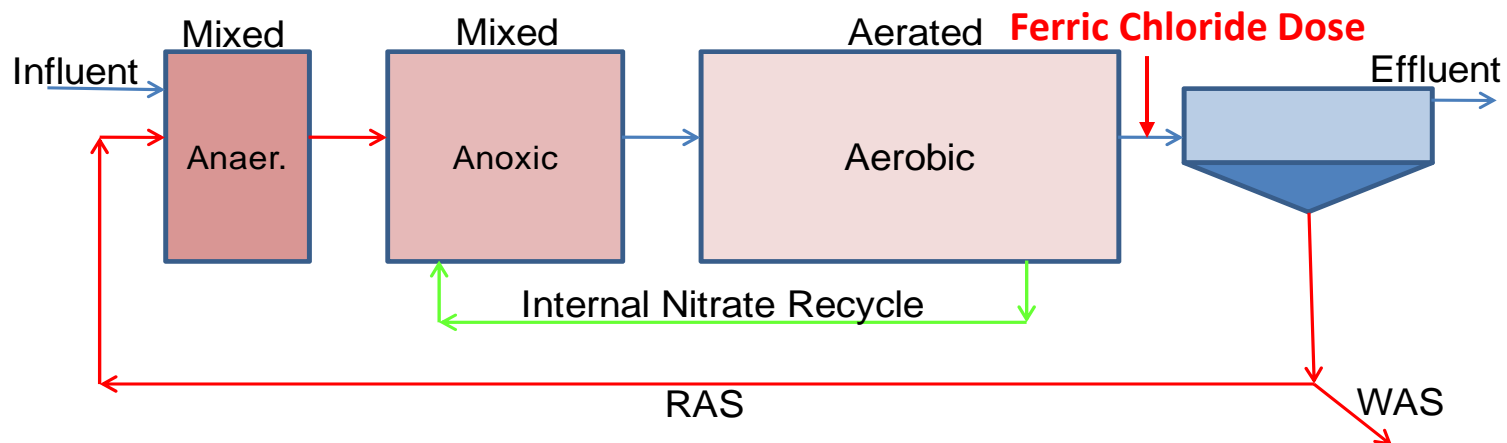 Mixed
Mixed
Aerated
Ferric Chloride Dose
Influent
Effluent
Anaer.
Anoxic
Aerobic
Internal Nitrate Recycle
RAS
WAS